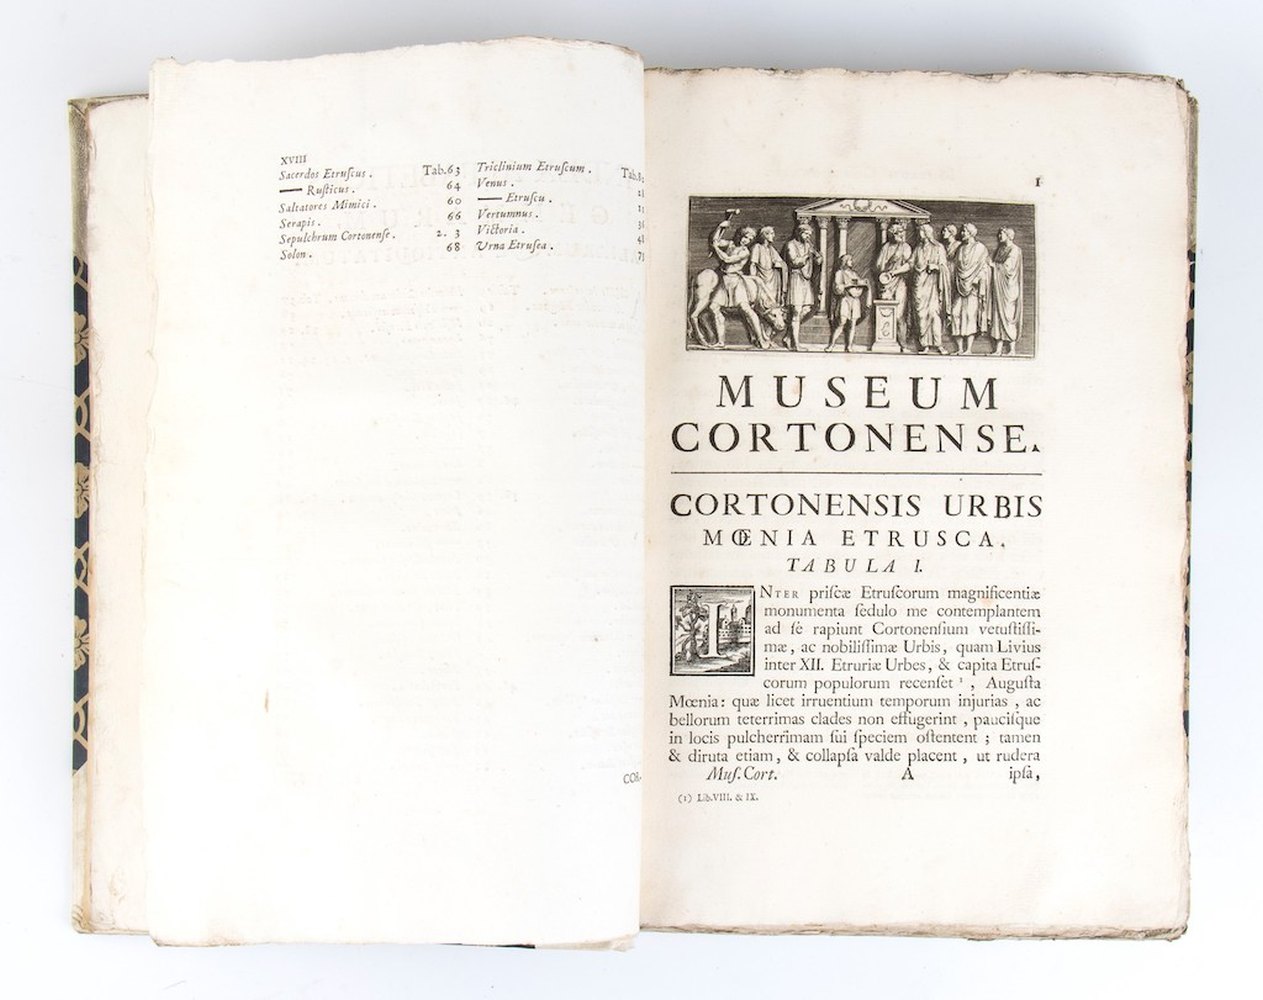 XVIII
Sacerdos Etruſcus . Tab.63
— Ruſticus . 64
Saltatores Mimici . 60
Serapis . 66
Sepulchrum Cortonenſe . 2. 3
Solon . 68
Triclinium Etruſcum . Tab.
Venus .
— Etruſcu .
Vertumnus .
Victoria .
Urna Etruſca .
COR-
I
MUSEUM
CORTONENSE.
CORTONENSIS URBIS
MŒNIA ETRUSCA.
TABULA I.
INTER priſcæ Etruſcorum magnificentiæ
monumenta ſedulo me contemplantem
ad ſe rapiunt Cortonenſium vetuſtiſſi-
mæ , ac nobiliſſimæ Urbis, quam Livius
inter XII. Etruriæ Urbes, & capita Etruſ-
corum populorum recenſet ¹ , Auguſta
Mœnia: quæ licet irruentium temporum injurias , ac
bellorum teterrimas clades non effugerint , pauciſque
in locis pulcherrimam ſui ſpeciem oſtentent ; tamen
& diruta etiam, & collapſa valde placent , ut rudera
Muſ. Cort. A ipſa,
(1) Lib.VIII. & IX.